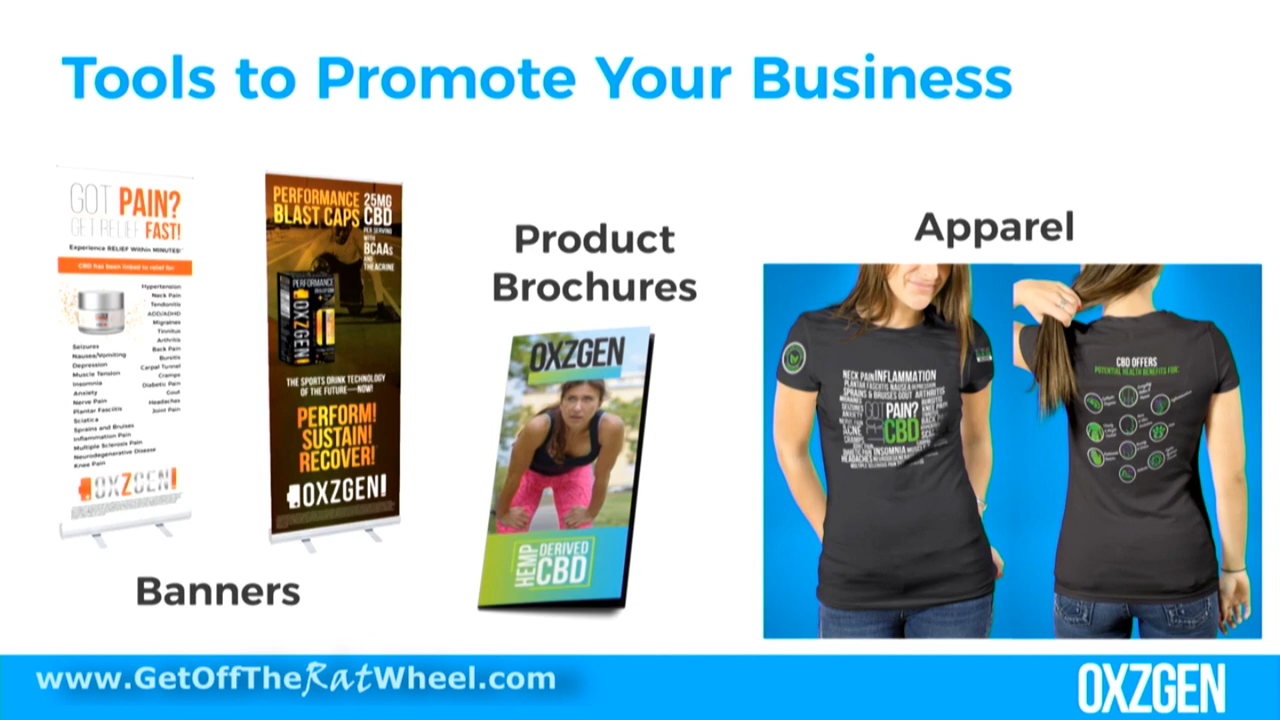 Tools to Promote Your Business
GOT PAIN?
GET RELIEF FAST!
Experience RELIEF Within MINUTES!
CBD has been linked to relief for:
Hypertension
Neck Pain
Tendonitis
ADD/ADHD
Migraines
Tinnitus
Arthritis
Back Pain
Bursitis
Carpal Tunnel
Cramps
Diabetic Pain
Gout
Headaches
Joint Pain
Seizures
Nausea/Vomiting
Depression
Muscle Tension
Insomnia
Anxiety
Nerve Pain
Plantar Fasciitis
Sciatica
Sprains and Bruises
Inflammation Pain
Multiple Sclerosis Pain
Neurodegenerative Disease
Knee Pain
OXZGEN!
PERFORMANCE
BLAST CAPS
25MG
CBD
PER SERVING
WITH
BCAAs
AND
THEACRINE
PERFORMANCE
OXZGEN!
THE SPORTS DRINK TECHNOLOGY
OF THE FUTURE—NOW!
PERFORM!
SUSTAIN!
RECOVER!
OXZGEN!
Banners
Product
Brochures
OXZGEN
HEMP
DERIVED
CBD
Apparel
NECK PAIN INFLAMMATION
PLANTAR FASCIITIS NAUSEA DEPRESSION
SPRAINS & BRUISES GOUT ARTHRITIS
GOT PAIN?
CBD
ACNE
CRAMPS
INSOMNIA
HEADACHES
MULTIPLE SCLEROSIS PAIN
CBD OFFERS
POTENTIAL HEALTH BENEFITS FOR:
www.GetOffTheRatWheel.com
OXZGEN